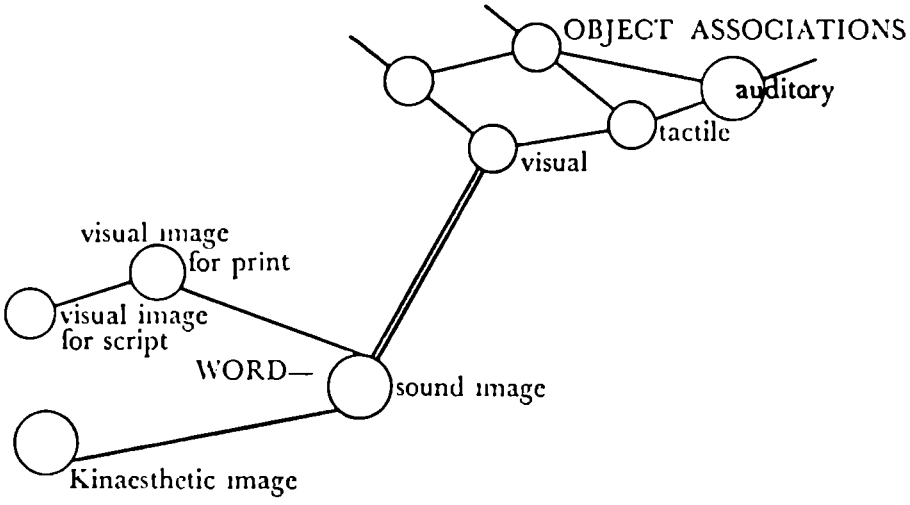 OBJECT ASSOCIATIONS
auditory
tactile
visual
visual image
for print
visual image
for script
WORD—
sound image
Kinaesthetic image